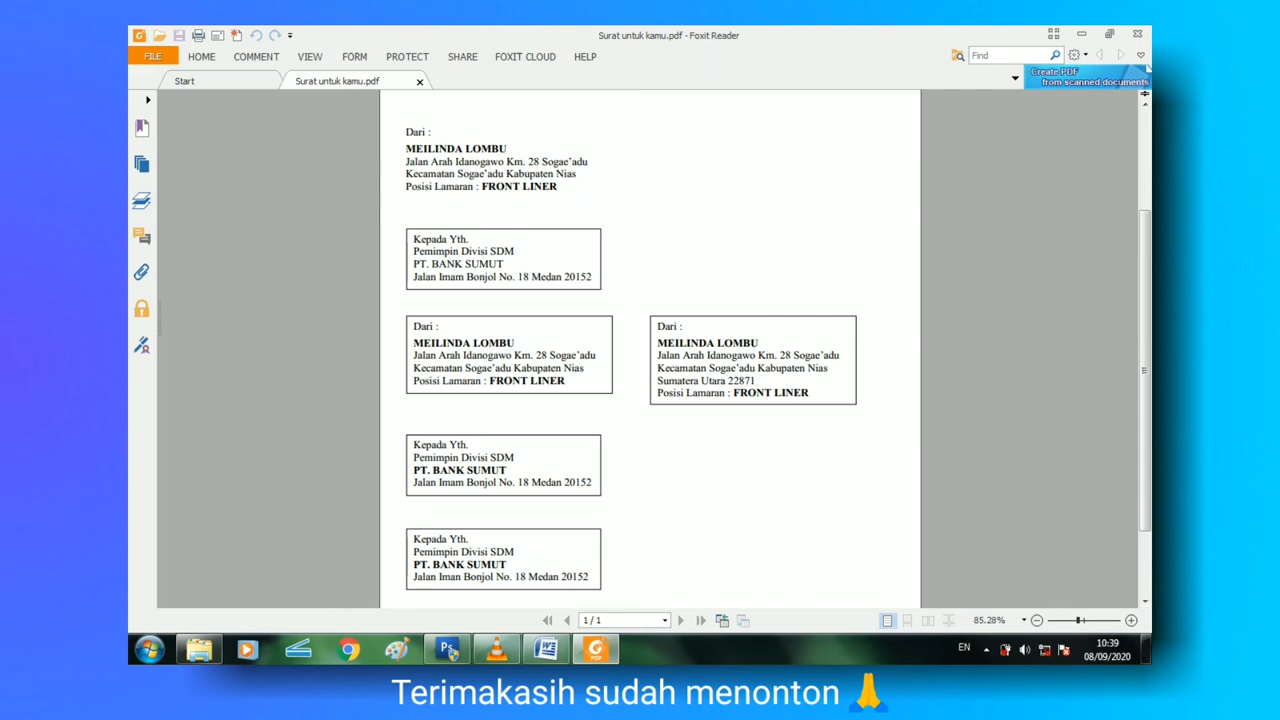 Surat untuk kamu.pdf - Foxit Reader
FILE HOME COMMENT VIEW FORM PROTECT SHARE FOXIT CLOUD HELP
Find
Start
Surat untuk kamu.pdf
Create PDF
from scanned documents
Dari :
MEILINDA LOMBU
Jalan Arah Idanogawo Km. 28 Sogae’adu
Kecamatan Sogae’adu Kabupaten Nias
Posisi Lamaran : FRONT LINER
Kepada Yth.
Pemimpin Divisi SDM
PT. BANK SUMUT
Jalan Imam Bonjol No. 18 Medan 20152
Dari :
MEILINDA LOMBU
Jalan Arah Idanogawo Km. 28 Sogae’adu
Kecamatan Sogae’adu Kabupaten Nias
Posisi Lamaran : FRONT LINER
Dari :
MEILINDA LOMBU
Jalan Arah Idanogawo Km. 28 Sogae’adu
Kecamatan Sogae’adu Kabupaten Nias
Sumatera Utara 22871
Posisi Lamaran : FRONT LINER
Kepada Yth.
Pemimpin Divisi SDM
PT. BANK SUMUT
Jalan Imam Bonjol No. 18 Medan 20152
Kepada Yth.
Pemimpin Divisi SDM
PT. BANK SUMUT
Jalan Iman Bonjol No. 18 Medan 20152
1 / 1
85.28%
Ps
W
PDF
EN
10:39
08/09/2020
Terimakasih sudah menonton 🙏